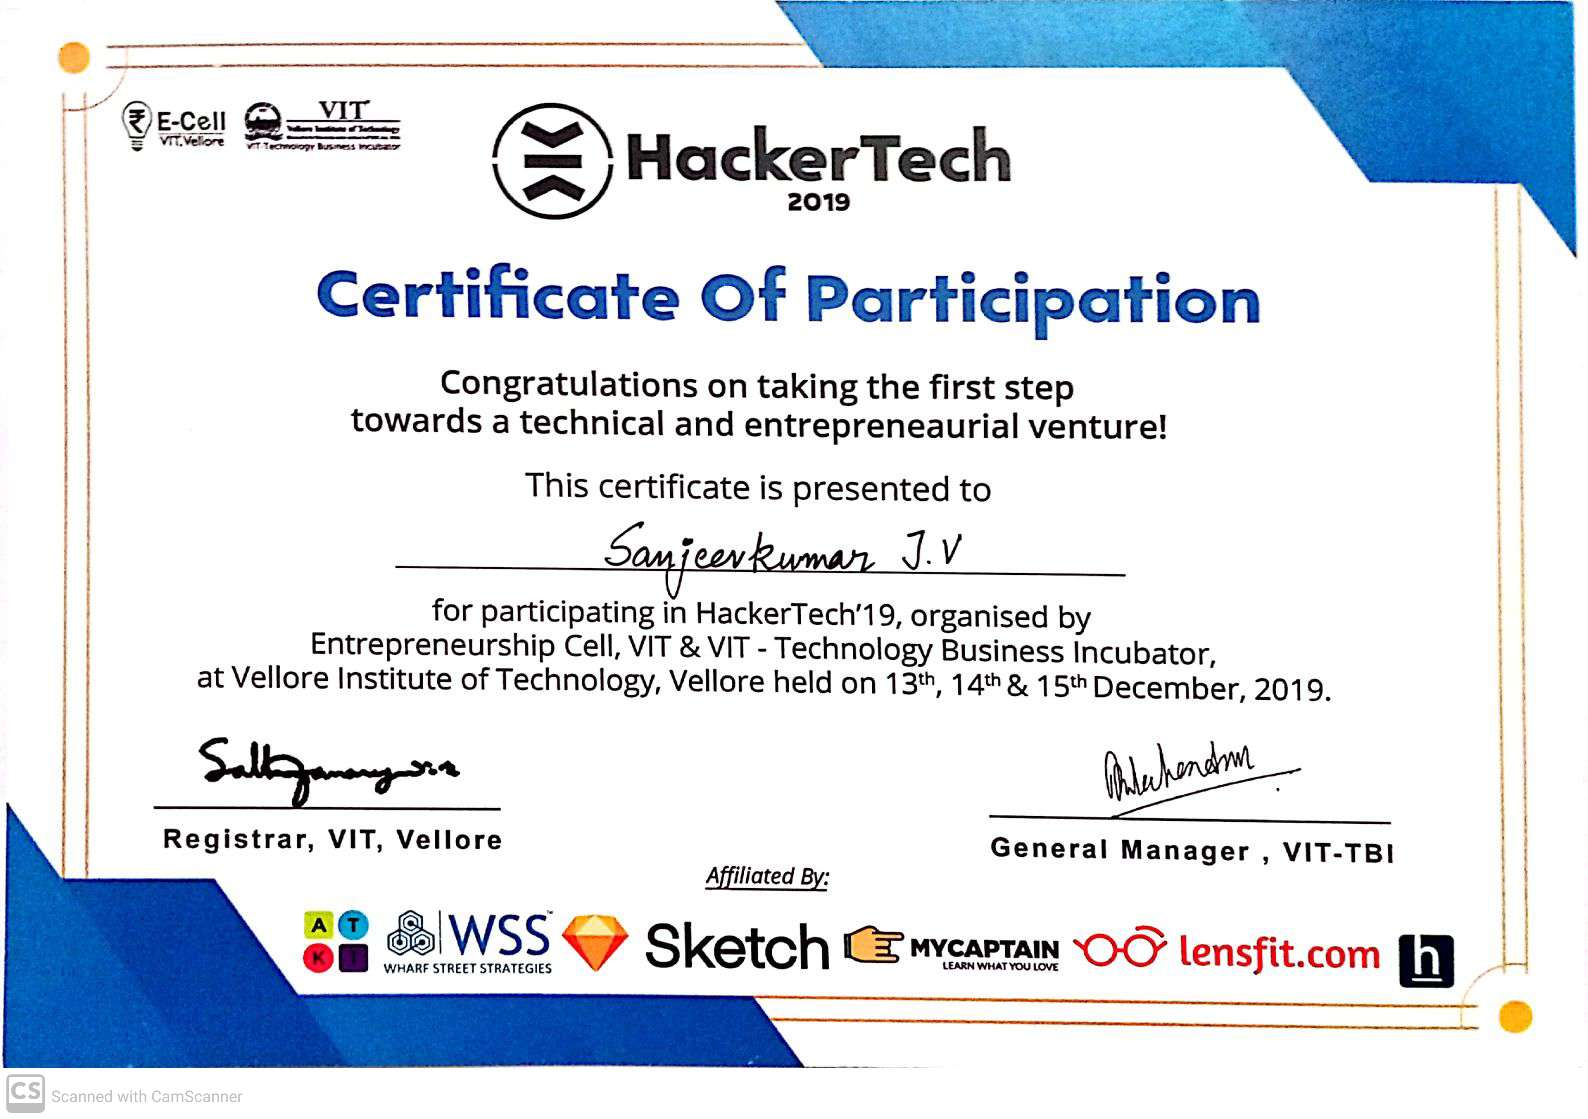 E-Cell
VIT, Vellore
VIT
Vellore Institute of Technology
VIT-Technology Business Incubator
HackerTech
2019
Certificate Of Participation
Congratulations on taking the first step
towards a technical and entrepreneaurial venture!
This certificate is presented to
Sanjeevkumar J.V
for participating in HackerTech'19, organised by
Entrepreneurship Cell, VIT & VIT - Technology Business Incubator,
at Vellore Institute of Technology, Vellore held on 13th, 14th & 15th December, 2019.
Registrar, VIT, Vellore
General Manager , VIT-TBI
Affiliated By:
A T
K T
WSS™
WHARF STREET STRATEGIES
Sketch
MYCAPTAIN
LEARN WHAT YOU LOVE
lensfit.com
h
CS Scanned with CamScanner